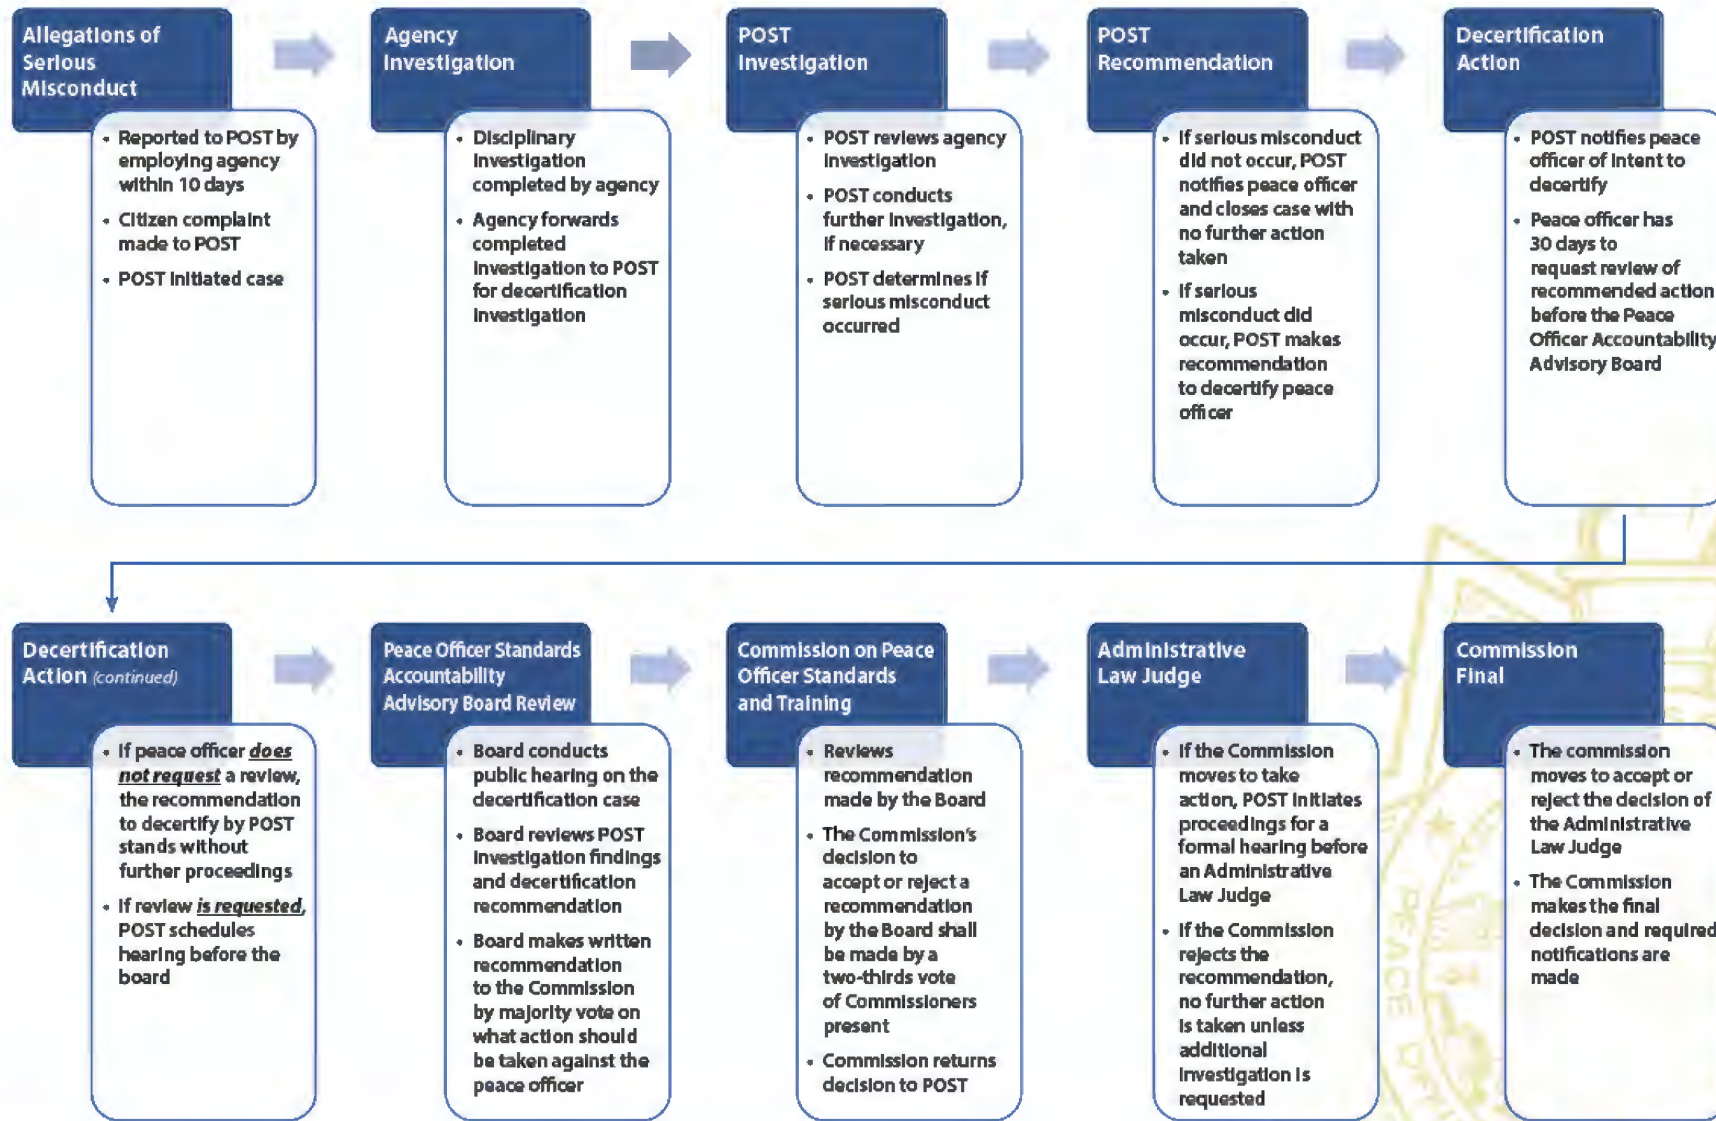 Allegations of
Serious
Misconduct
• Reported to POST by
employing agency
within 10 days
• Citizen complaint
made to POST
• POST initiated case
Agency
Investigation
• Disciplinary
investigation
completed by agency
• Agency forwards
completed
investigation to POST
for decertification
investigation
POST
Investigation
• POST reviews agency
investigation
• POST conducts
further investigation,
if necessary
• POST determines if
serious misconduct
occurred
POST
Recommendation
• If serious misconduct
did not occur, POST
notifies peace officer
and closes case with
no further action
taken
• If serious
misconduct did
occur, POST makes
recommendation
to decertify peace
officer
Decertification
Action
• POST notifies peace
officer of intent to
decertify
• Peace officer has
30 days to
request review of
recommended action
before the Peace
Officer Accountability
Advisory Board
Decertification
Action (continued)
• If peace officer does
not request a review,
the recommendation
to decertify by POST
stands without
further proceedings
• If review is requested,
POST schedules
hearing before the
board
Peace Officer Standards
Accountability
Advisory Board Review
• Board conducts
public hearing on the
decertification case
• Board reviews POST
investigation findings
and decertification
recommendation
• Board makes written
recommendation
to the Commission
by majority vote on
what action should
be taken against the
peace officer
Commission on Peace
Officer Standards
and Training
• Reviews
recommendation
made by the Board
• The Commission's
decision to
accept or reject a
recommendation
by the Board shall
be made by a
two-thirds vote
of Commissioners
present
• Commission returns
decision to POST
Administrative
Law Judge
• If the Commission
moves to take
action, POST initiates
proceedings for a
formal hearing before
an Administrative
Law Judge
• If the Commission
rejects the
recommendation,
no further action
is taken unless
additional
investigation is
requested
Commission
Final
• The commission
moves to accept or
reject the decision of
the Administrative
Law Judge
• The Commission
makes the final
decision and required
notifications are
made
PEACE